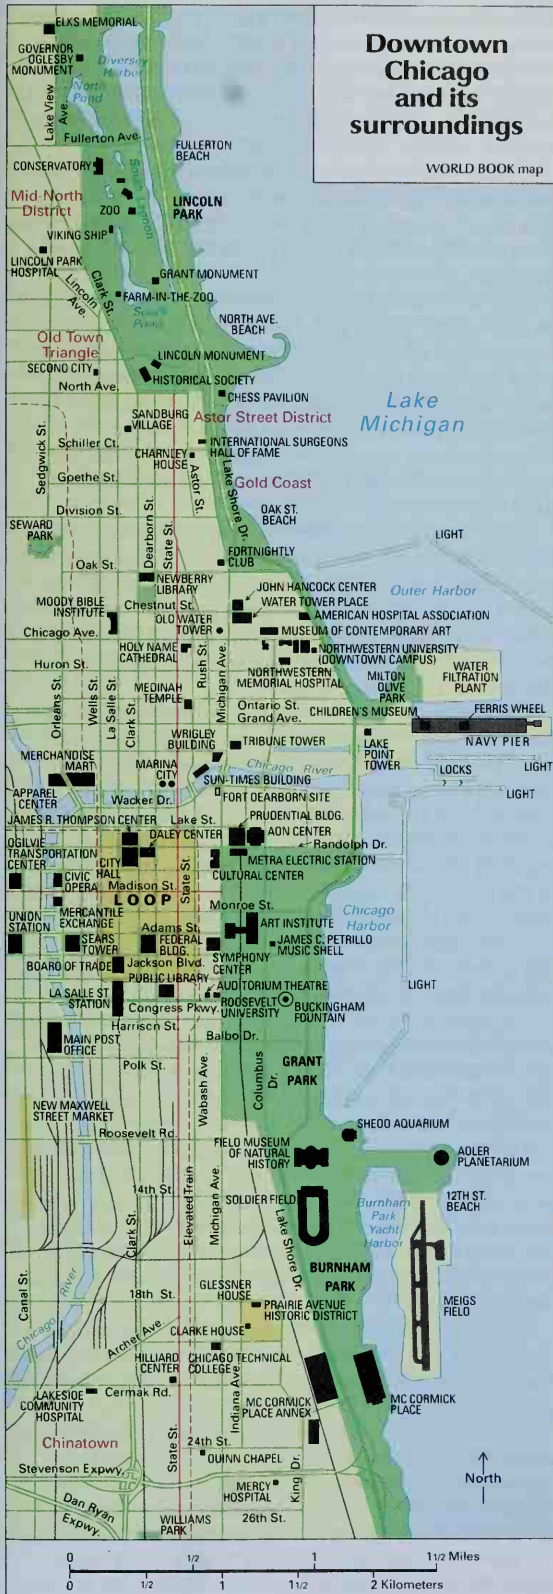 Downtown
Chicago
and its
surroundings
WORLD BOOK map
ELKS MEMORIAL
GOVERNOR
OGLESBY
MONUMENT
Diversey
Harbor
North
Pond
Lake View
Ave.
Fullerton Ave.
FULLERTON
BEACH
CONSERVATORY
South Lagoon
Mid-North
District
ZOO
LINCOLN
PARK
VIKING SHIP
LINCOLN PARK
HOSPITAL
Lincoln
Ave.
Clark St.
GRANT MONUMENT
FARM-IN-THE-ZOO
South
Pond
NORTH AVE.
BEACH
Old Town
Triangle
LINCOLN MONUMENT
SECOND CITY
HISTORICAL SOCIETY
North Ave.
CHESS PAVILION
Lake
Michigan
SANDBURG
VILLAGE
Astor Street District
Sedgwick St.
Schiller Ct.
INTERNATIONAL SURGEONS
HALL OF FAME
CHARNLEY
HOUSE
Astor St.
Lake Shore Dr.
Goethe St.
Gold Coast
Division St.
OAK ST.
BEACH
SEWARD
PARK
Dearborn St.
State St.
LIGHT
Oak St.
FORTNIGHTLY
CLUB
NEWBERRY
LIBRARY
JOHN HANCOCK CENTER
Outer Harbor
MOODY BIBLE
INSTITUTE
Chestnut St.
WATER TOWER PLACE
OLD WATER
TOWER
AMERICAN HOSPITAL ASSOCIATION
Chicago Ave.
MUSEUM OF CONTEMPORARY ART
HOLY NAME
CATHEDRAL
NORTHWESTERN UNIVERSITY
(DOWNTOWN CAMPUS)
Huron St.
Rush St.
Michigan Ave.
NORTHWESTERN
MEMORIAL HOSPITAL
MILTON
OLIVE
PARK
WATER
FILTRATION
PLANT
Orleans St.
Wells St.
La Salle St.
Clark St.
MEDINAH
TEMPLE
Ontario St.
Grand Ave.
CHILDREN'S MUSEUM
FERRIS WHEEL
NAVY PIER
WRIGLEY
BUILDING
TRIBUNE TOWER
LAKE
POINT
TOWER
MERCHANDISE
MART
MARINA
CITY
Chicago River
SUN-TIMES BUILDING
LOCKS
LIGHT
APPAREL
CENTER
Wacker Dr.
FORT DEARBORN SITE
LIGHT
JAMES R. THOMPSON CENTER
Lake St.
PRUDENTIAL BLDG.
DALEY CENTER
AON CENTER
Randolph Dr.
OGILVIE
TRANSPORTATION
CENTER
CITY
HALL
METRA ELECTRIC STATION
CULTURAL CENTER
CIVIC
OPERA
Madison St.
State St.
LOOP
Monroe St.
Chicago
Harbor
UNION
STATION
MERCANTILE
EXCHANGE
Adams St.
ART INSTITUTE
SEARS
TOWER
FEDERAL
BLDG.
JAMES C. PETRILLO
MUSIC SHELL
BOARD OF TRADE
Jackson Blvd.
SYMPHONY
CENTER
PUBLIC LIBRARY
AUDITORIUM THEATRE
LIGHT
LA SALLE ST
STATION
Congress Pkwy.
ROOSEVELT
UNIVERSITY
BUCKINGHAM
FOUNTAIN
Harrison St.
MAIN POST
OFFICE
Balbo Dr.
Polk St.
Wabash Ave.
Columbus
Dr.
GRANT
PARK
NEW MAXWELL
STREET MARKET
Roosevelt Rd.
SHEDD AQUARIUM
FIELD MUSEUM
OF NATURAL
HISTORY
ADLER
PLANETARIUM
14th St.
SOLDIER FIELD
12TH ST.
BEACH
Clark St.
Elevated Train
Michigan Ave.
Burnham
Park
Yacht
Harbor
Lake Shore Dr.
BURNHAM
PARK
Canal St.
Chicago River
18th St.
GLESSNER
HOUSE
PRAIRIE AVENUE
HISTORIC DISTRICT
MEIGS
FIELD
Archer Ave.
CLARKE HOUSE
HILLIARD
CENTER
CHICAGO TECHNICAL
COLLEGE
Indiana Ave.
LAKESIDE
COMMUNITY
HOSPITAL
Cermak Rd.
MC CORMICK
PLACE ANNEX
MC CORMICK
PLACE
Chinatown
State St.
24th St.
QUINN CHAPEL
King Dr.
Stevenson Expwy.
MERCY
HOSPITAL
North
Dan Ryan
Expwy.
WILLIAMS
PARK
26th St.
0 1/2 1 1 1/2 Miles
0 1/2 1 1 1/2 2 Kilometers